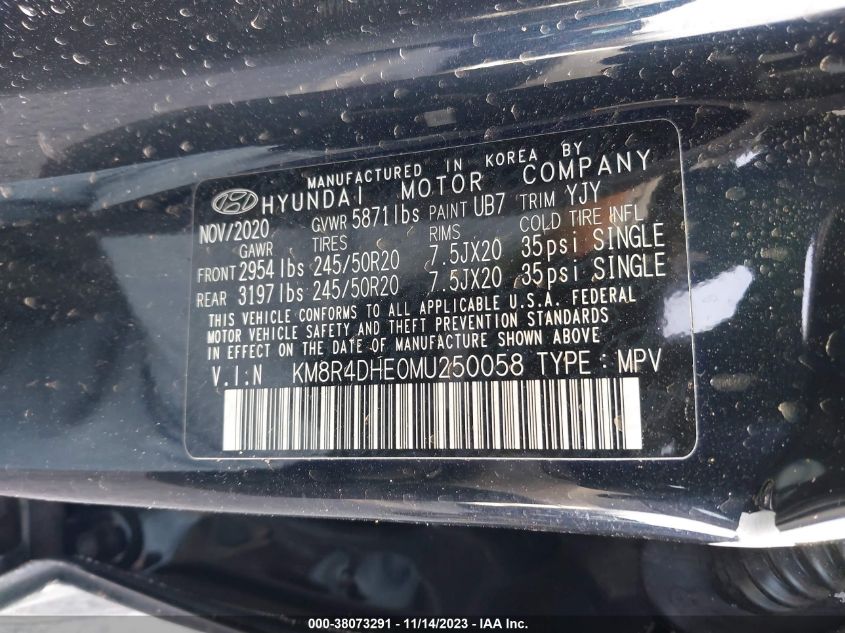 MANUFACTURED IN KOREA BY
HYUNDAI MOTOR COMPANY
NOV/2020 GVWR 5871lbs PAINT UB7 TRIM YJY
GAWR TIRES RIMS COLD TIRE INFL
FRONT 2954 lbs 245/50R20 7.5JX20 35psi SINGLE
REAR 3197 lbs 245/50R20 7.5JX20 35psi SINGLE
THIS VEHICLE CONFORMS TO ALL APPLICABLE U.S.A. FEDERAL
MOTOR VEHICLE SAFETY AND THEFT PREVENTION STANDARDS
IN EFFECT ON THE DATE OF MANUFACTURE SHOWN ABOVE
V.I.N KM8R4DHE0MU250058 TYPE : MPV
000-38073291 - 11/14/2023 - IAA Inc.